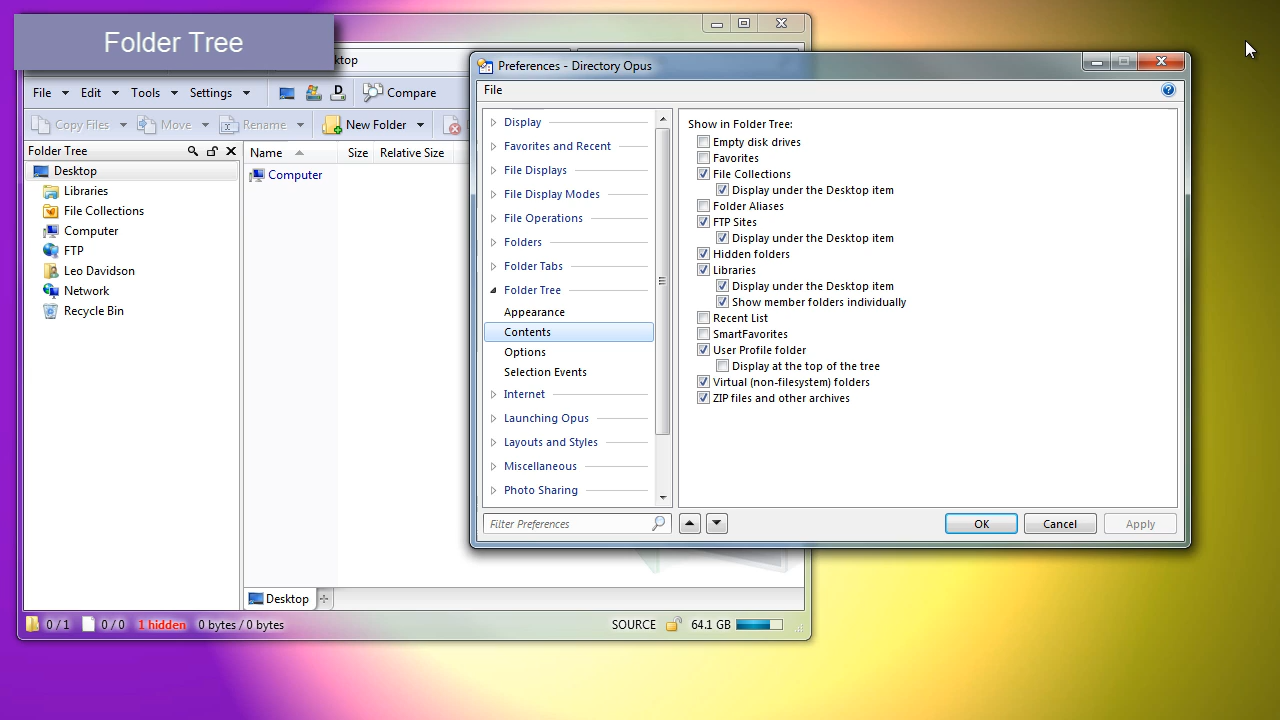 Folder Tree
ktop
File Edit Tools Settings Compare
Copy Files Move Rename New Folder
Folder Tree
Desktop
Libraries
File Collections
Computer
FTP
Leo Davidson
Network
Recycle Bin
Name Size Relative Size
Computer
Desktop
0 / 1 0 / 0 1 hidden 0 bytes / 0 bytes SOURCE 64.1 GB
Preferences - Directory Opus
File
Display
Favorites and Recent
File Displays
File Display Modes
File Operations
Folders
Folder Tabs
Folder Tree
Appearance
Contents
Options
Selection Events
Internet
Launching Opus
Layouts and Styles
Miscellaneous
Photo Sharing
Filter Preferences
Show in Folder Tree:
Empty disk drives
Favorites
File Collections
Display under the Desktop item
Folder Aliases
FTP Sites
Display under the Desktop item
Hidden folders
Libraries
Display under the Desktop item
Show member folders individually
Recent List
SmartFavorites
User Profile folder
Display at the top of the tree
Virtual (non-filesystem) folders
ZIP files and other archives
OK Cancel Apply